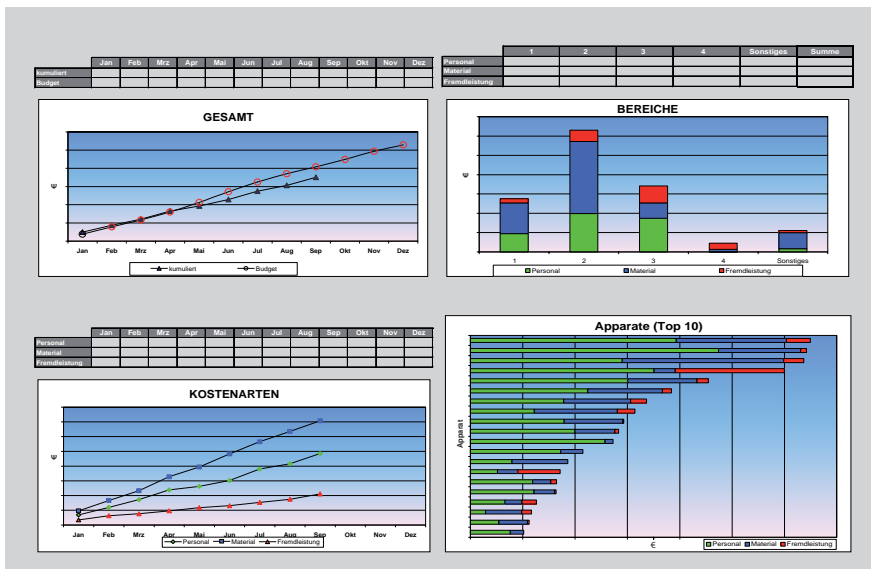 Jan Feb Mrz Apr Mai Jun Jul Aug Sep Okt Nov Dez
kumuliert
Budget
GESAMT
€
Jan Feb Mrz Apr Mai Jun Jul Aug Sep Okt Nov Dez
kumuliert Budget
1 2 3 4 Sonstiges Summe
Personal
Material
Fremdleistung
BEREICHE
€
1 2 3 4 Sonstiges
Personal Material Fremdleistung
Jan Feb Mrz Apr Mai Jun Jul Aug Sep Okt Nov Dez
Personal
Material
Fremdleistung
KOSTENARTEN
€
Jan Feb Mrz Apr Mai Jun Jul Aug Sep Okt Nov Dez
Personal Material Fremdleistung
Apparate (Top 10)
Apparat
€
Personal Material Fremdleistung